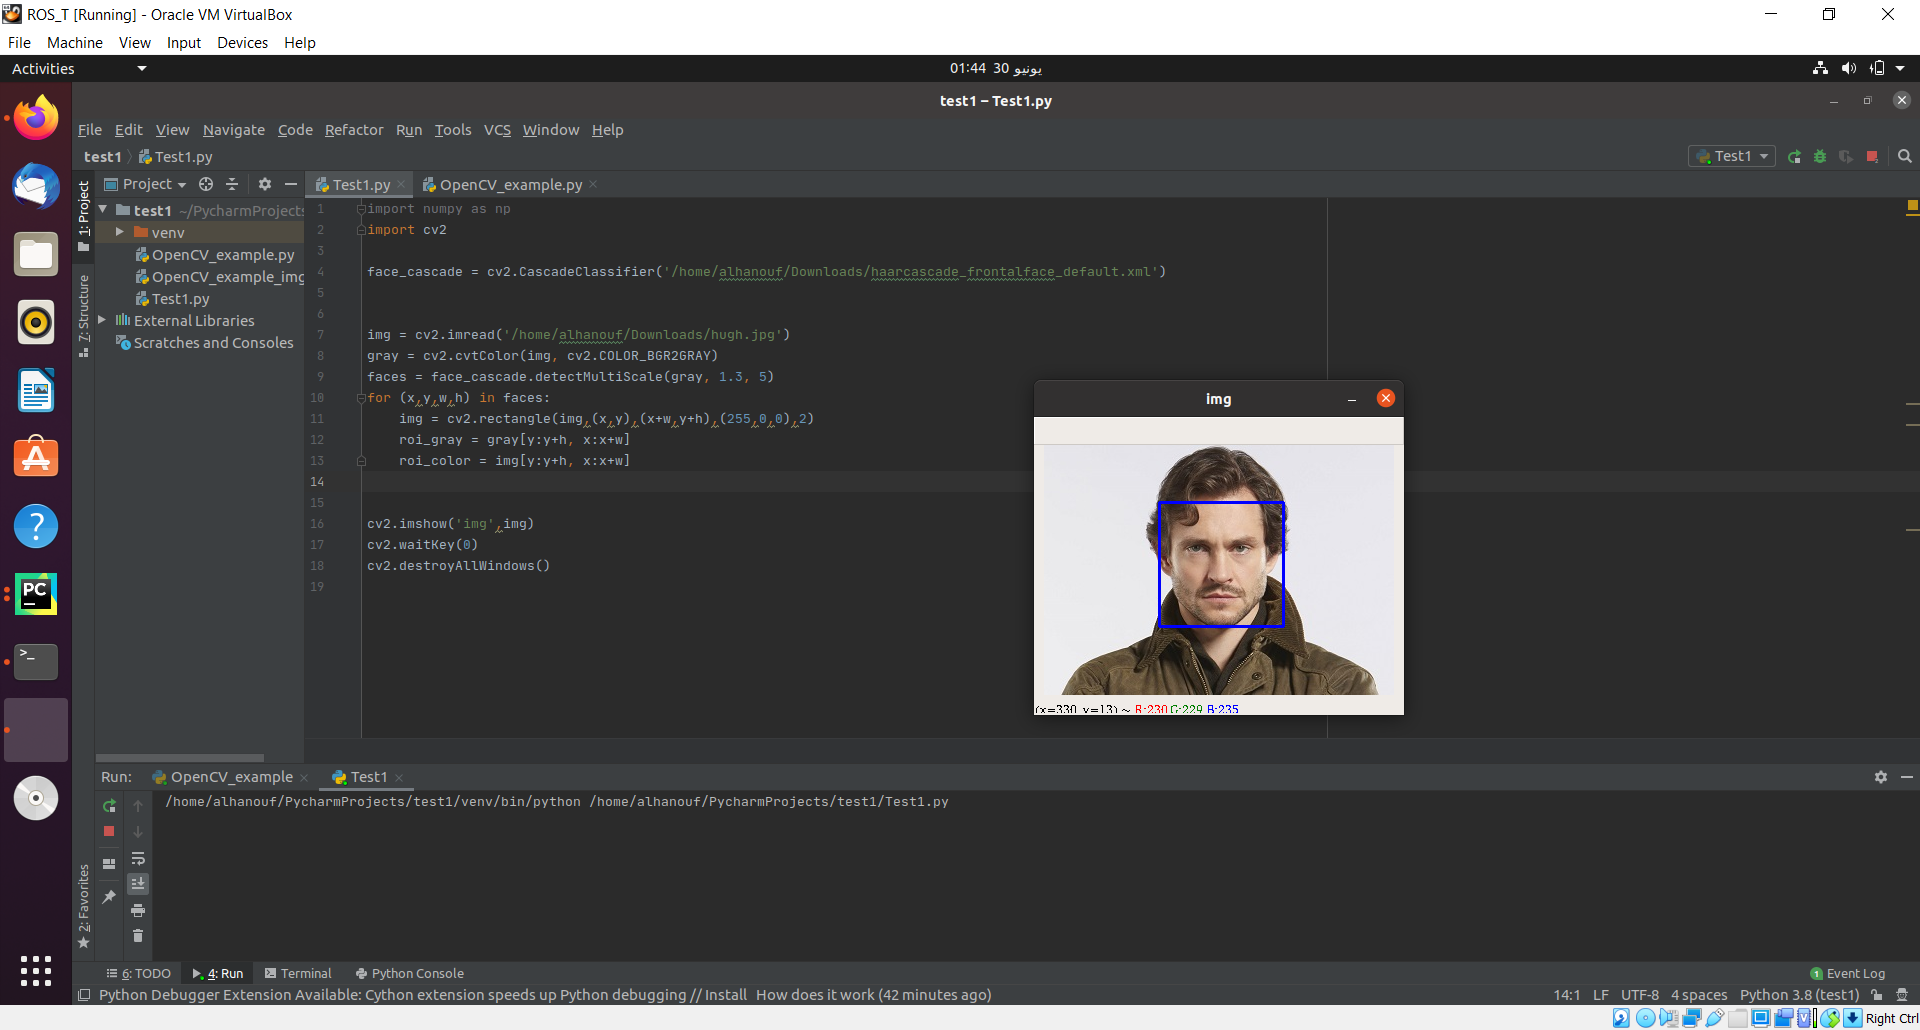 ROS_T [Running] - Oracle VM VirtualBox
File Machine View Input Devices Help
Activities
01:44 30 يونيو
test1 – Test1.py
File Edit View Navigate Code Refactor Run Tools VCS Window Help
test1 Test1.py
Test1
Project
Test1.py
OpenCV_example.py
1: Project
7: Structure
2: Favorites
test1 ~/PycharmProjects
venv
OpenCV_example.py
OpenCV_example_img
Test1.py
External Libraries
Scratches and Consoles
1 import numpy as np
2 import cv2
3
4 face_cascade = cv2.CascadeClassifier('/home/alhanouf/Downloads/haarcascade_frontalface_default.xml')
5
6
7 img = cv2.imread('/home/alhanouf/Downloads/hugh.jpg')
8 gray = cv2.cvtColor(img, cv2.COLOR_BGR2GRAY)
9 faces = face_cascade.detectMultiScale(gray, 1.3, 5)
10 for (x,y,w,h) in faces:
11 img = cv2.rectangle(img,(x,y),(x+w,y+h),(255,0,0),2)
12 roi_gray = gray[y:y+h, x:x+w]
13 roi_color = img[y:y+h, x:x+w]
14
15
16 cv2.imshow('img',img)
17 cv2.waitKey(0)
18 cv2.destroyAllWindows()
19
img
(x=330, y=13) ~ R:230 G:229 B:235
Run: OpenCV_example Test1
/home/alhanouf/PycharmProjects/test1/venv/bin/python /home/alhanouf/PycharmProjects/test1/Test1.py
6: TODO 4: Run Terminal Python Console
1 Event Log
Python Debugger Extension Available: Cython extension speeds up Python debugging // Install How does it work (42 minutes ago)
14:1 LF UTF-8 4 spaces Python 3.8 (test1)
Right Ctrl